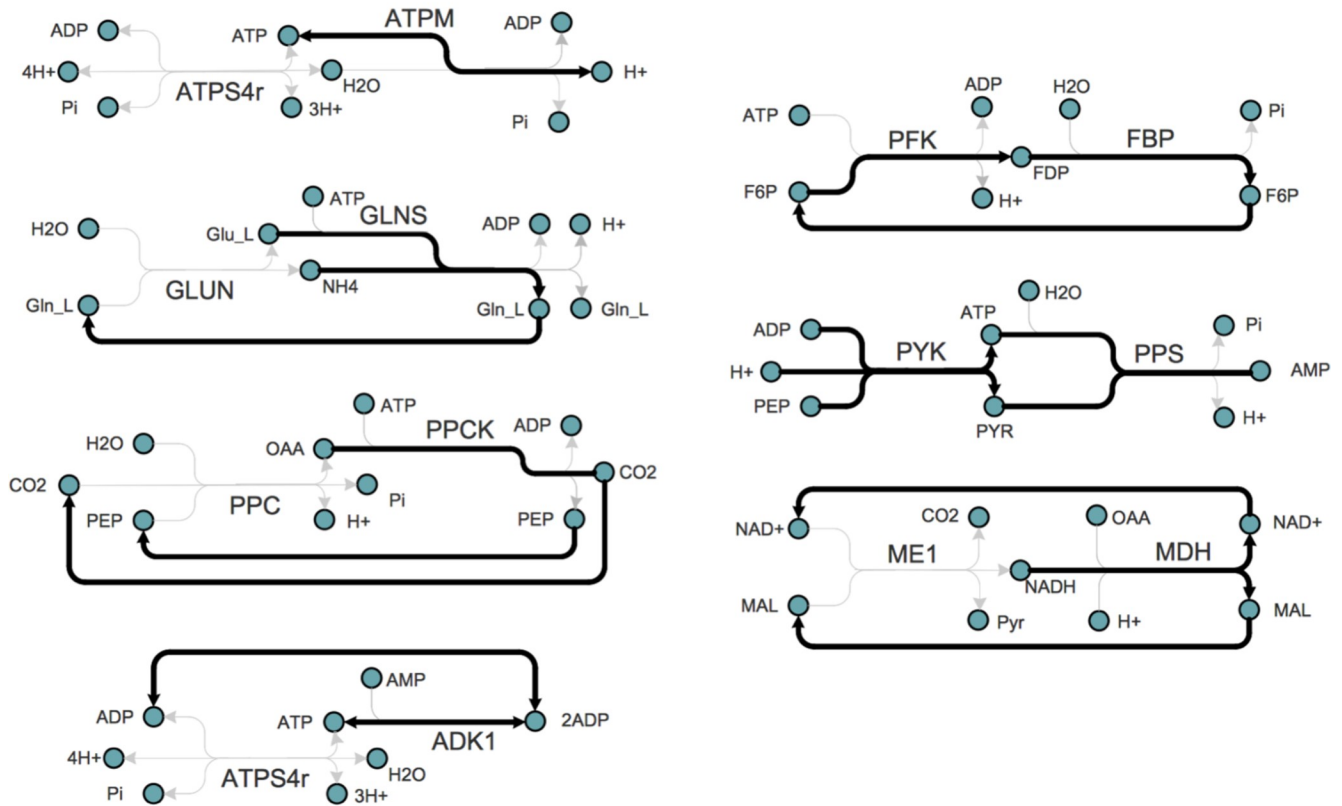 ATPM
ADP
ATP
ADP
4H+
H2O
H+
ATPS4r
Pi
3H+
Pi
ATP
GLNS
H2O
Glu_L
ADP
H+
GLUN
NH4
Gln_L
Gln_L
Gln_L
ATP
PPCK
ADP
H2O
OAA
CO2
CO2
Pi
PPC
PEP
H+
PEP
AMP
ADP
ATP
2ADP
ADK1
4H+
H2O
ATPS4r
Pi
3H+
ADP
H2O
ATP
Pi
PFK
FBP
FDP
F6P
H+
F6P
H2O
ADP
ATP
Pi
PYK
PPS
H+
AMP
PEP
PYR
H+
CO2
OAA
NAD+
NAD+
ME1
MDH
NADH
MAL
MAL
Pyr
H+